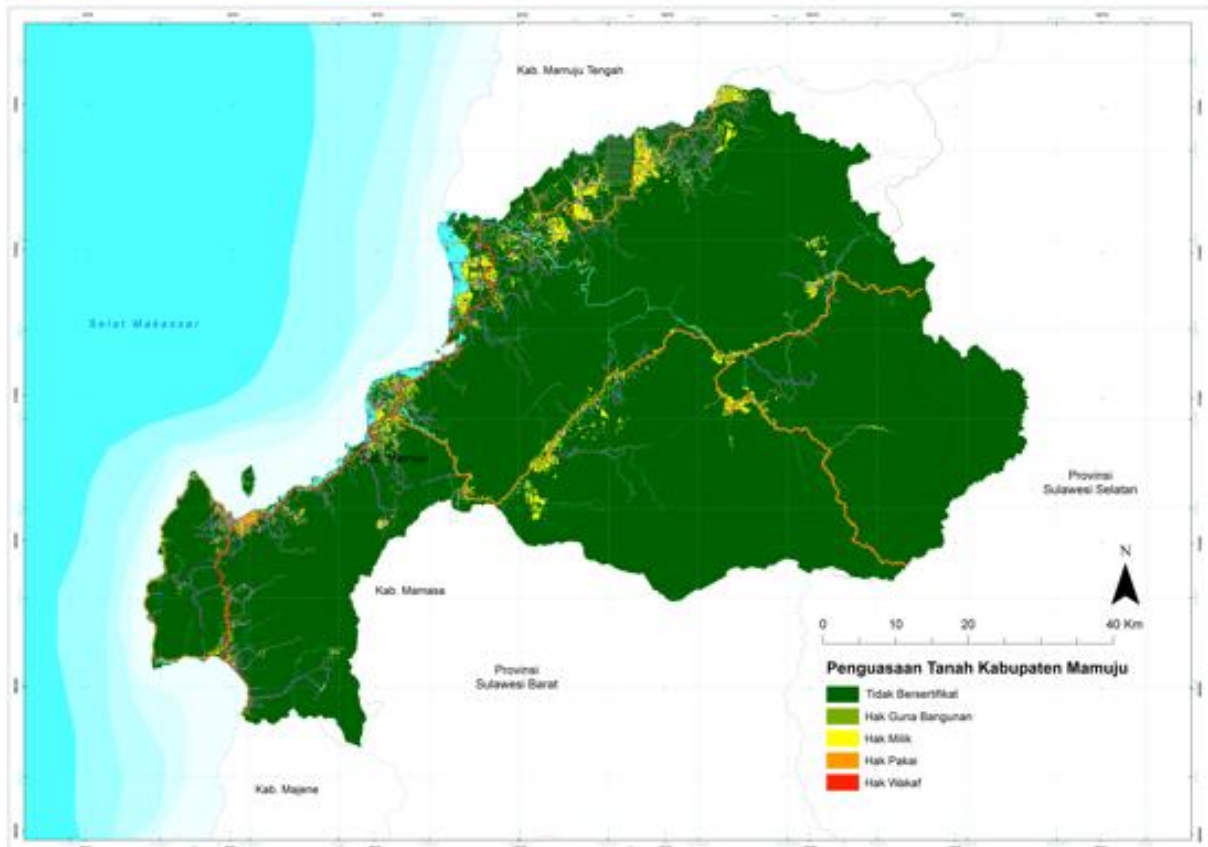 Kab. Mamuju Tengah
Selat Makassar
Provinsi
Sulawesi Selatan
Kab. Mamasa
N
0 10 20 40 Km
Provinsi
Sulawesi Barat
Penguasaan Tanah Kabupaten Mamuju
Tidak Bersertifikat
Hak Guna Bangunan
Hak Milik
Hak Pakai
Hak Wakaf
Kab. Majene